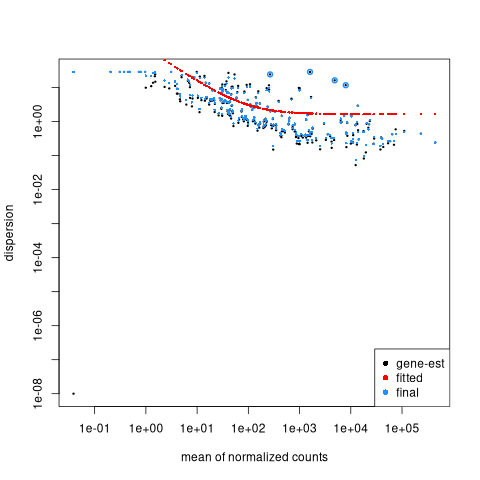 dispersion
1e+00
1e-02
1e-04
1e-06
1e-08
gene-est
fitted
final
1e-01 1e+00 1e+01 1e+02 1e+03 1e+04 1e+05
mean of normalized counts